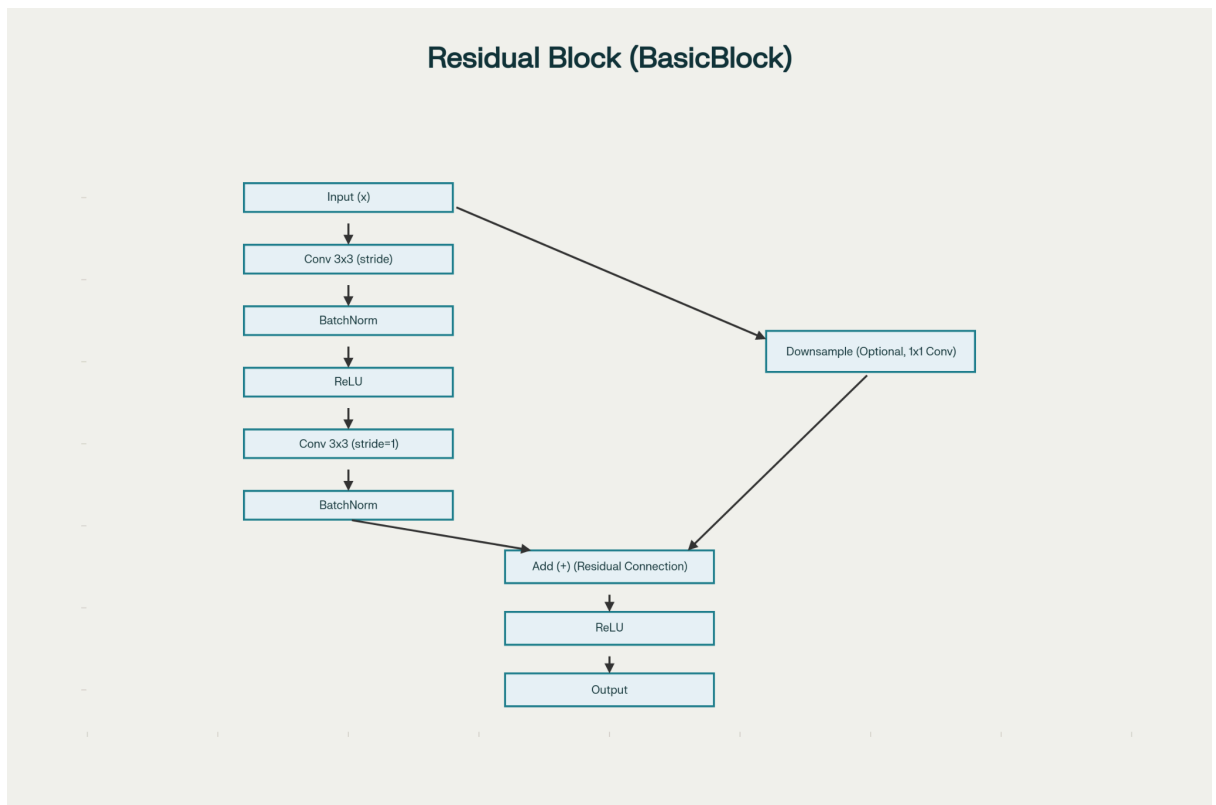 Residual Block (BasicBlock)
Input (x)
Conv 3x3 (stride)
BatchNorm
ReLU
Downsample (Optional, 1x1 Conv)
Conv 3x3 (stride=1)
BatchNorm
Add (+) (Residual Connection)
ReLU
Output